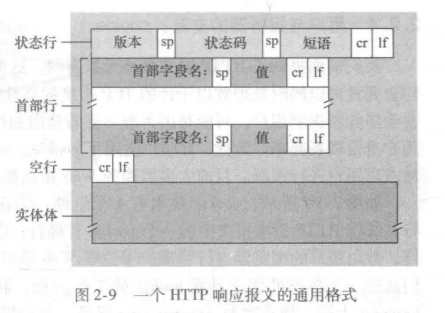 状态行 版本 sp 状态码 sp 短语 cr lf
首部字段名: sp 值 cr lf
首部行
首部字段名: sp 值 cr lf
空行 cr lf
实体体
图 2-9 一个 HTTP 响应报文的通用格式